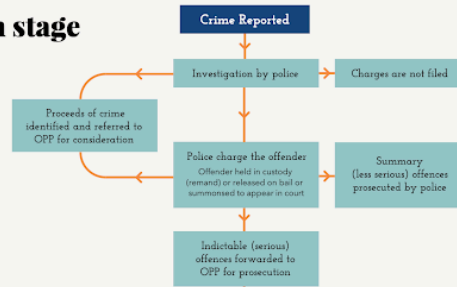 stage
Crime Reported
Investigation by police
Charges are not filed
Proceeds of crime
identified and referred to
OPP for consideration
Police charge the offender
Offender held in custody
(remand) or released on bail or
summonsed to appear in court
Summary
(less serious) offences
prosecuted by police
Indictable (serious)
offences forwarded to
OPP for prosecution